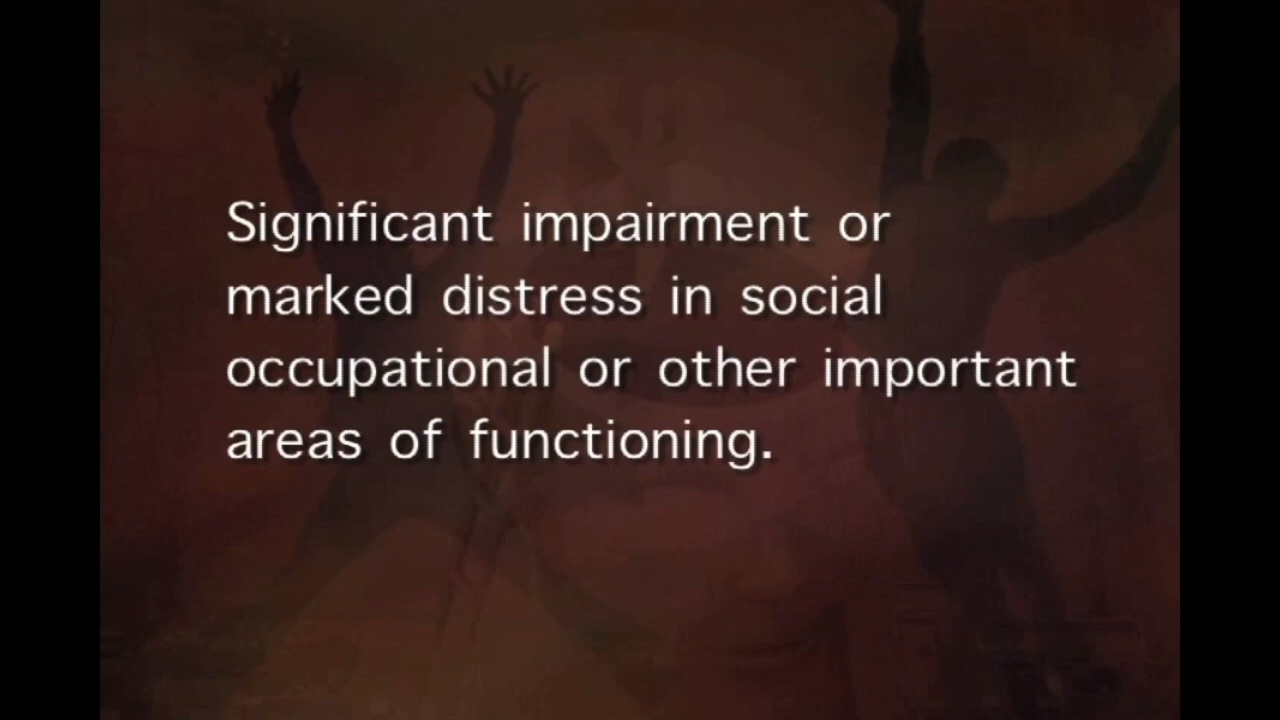 Significant impairment or
marked distress in social
occupational or other important
areas of functioning.